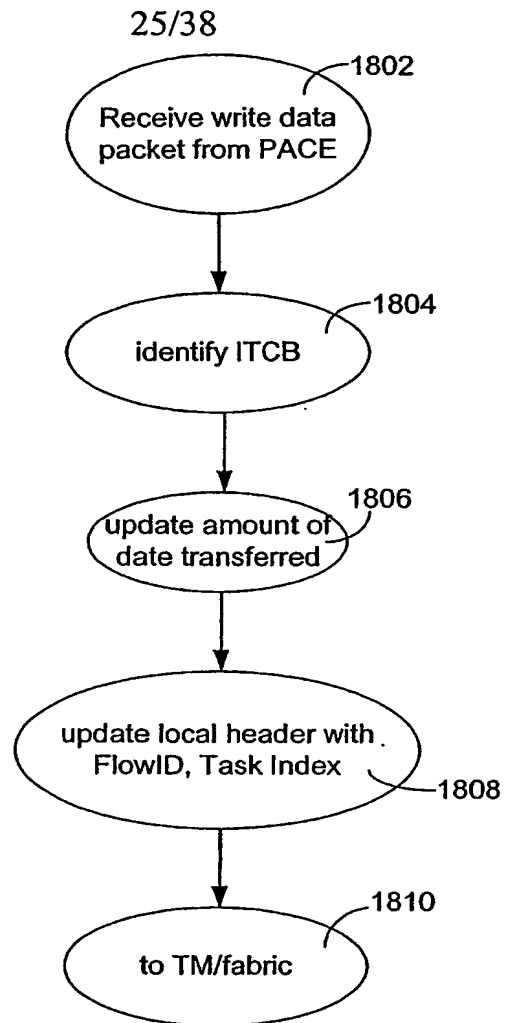 25/38
1802
Receive write data
packet from PACE
1804
identify ITCB
1806
update amount of
date transferred
update local header with
FlowID, Task Index
1808
1810
to TM/fabric